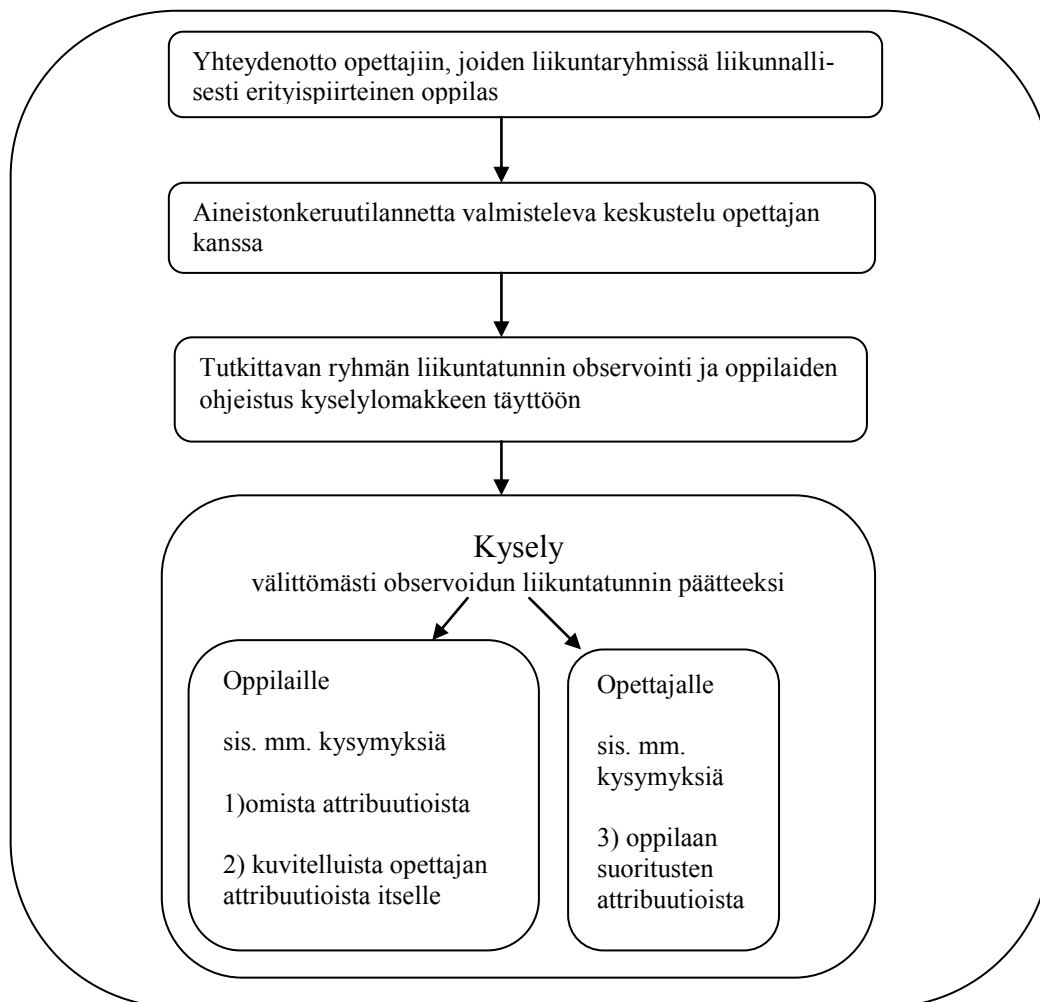 Yhteydenotto opettajiin, joiden liikuntaryhmissä liikunnalli-
sesti erityispiirteinen oppilas
Aineistonkeruutilannetta valmisteleva keskustelu opettajan
kanssa
Tutkittavan ryhmän liikuntatunnin observointi ja oppilaiden
ohjeistus kyselylomakkeen täyttöön
Kysely
välittömästi observoidun liikuntatunnin päätteeksi
Oppilaille
sis. mm. kysymyksiä
1)omista attribuutioista
2) kuvitelluista opettajan
attribuutioista itselle
Opettajalle
sis. mm.
kysymyksiä
3) oppilaan
suoritusten
attribuutioista